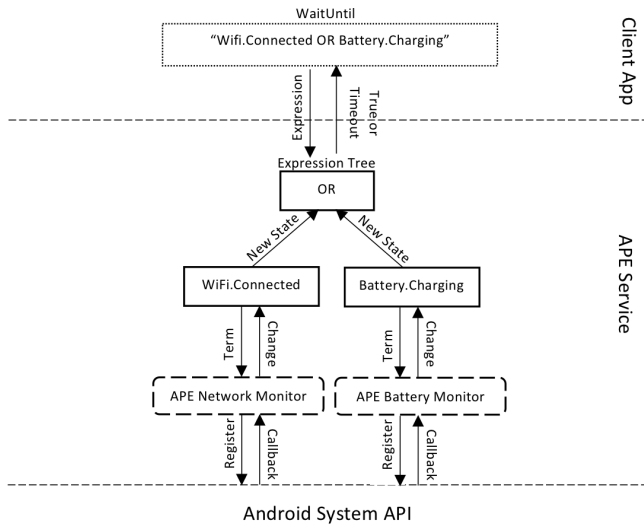 WaitUntil
“Wifi.Connected OR Battery.Charging”
Client App
Expression
True or
Timeout
Expression Tree
OR
New State
New State
APE Service
WiFi.Connected
Battery.Charging
Term
Change
Term
Change
APE Network Monitor
APE Battery Monitor
Register
Callback
Register
Callback
Android System API